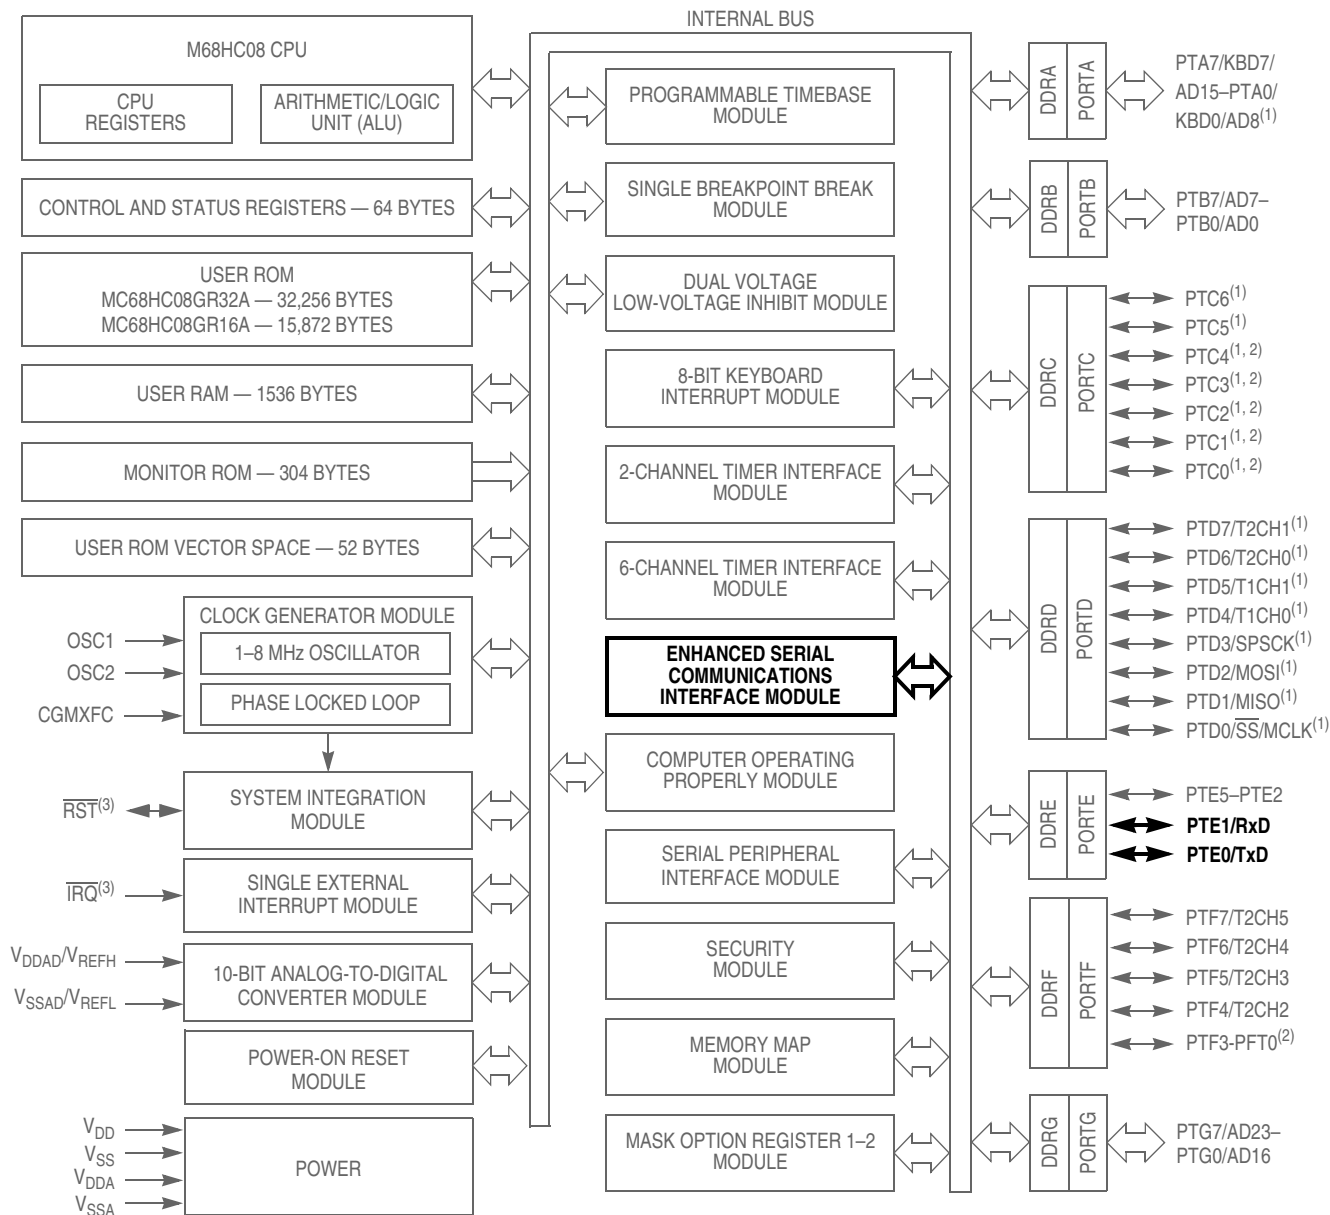 INTERNAL BUS
M68HC08 CPU
CPU
REGISTERS
ARITHMETIC/LOGIC
UNIT (ALU)
CONTROL AND STATUS REGISTERS — 64 BYTES
USER ROM
MC68HC08GR32A — 32,256 BYTES
MC68HC08GR16A — 15,872 BYTES
USER RAM — 1536 BYTES
MONITOR ROM — 304 BYTES
USER ROM VECTOR SPACE — 52 BYTES
CLOCK GENERATOR MODULE
1–8 MHz OSCILLATOR
PHASE LOCKED LOOP
OSC1
OSC2
CGMXFC
SYSTEM INTEGRATION
MODULE
RST(3)
SINGLE EXTERNAL
INTERRUPT MODULE
IRQ(3)
10-BIT ANALOG-TO-DIGITAL
CONVERTER MODULE
VDDAD/VREFH
VSSAD/VREFL
POWER-ON RESET
MODULE
POWER
VDD
VSS
VDDA
VSSA
PROGRAMMABLE TIMEBASE
MODULE
SINGLE BREAKPOINT BREAK
MODULE
DUAL VOLTAGE
LOW-VOLTAGE INHIBIT MODULE
8-BIT KEYBOARD
INTERRUPT MODULE
2-CHANNEL TIMER INTERFACE
MODULE
6-CHANNEL TIMER INTERFACE
MODULE
ENHANCED SERIAL
COMMUNICATIONS
INTERFACE MODULE
COMPUTER OPERATING
PROPERLY MODULE
SERIAL PERIPHERAL
INTERFACE MODULE
SECURITY
MODULE
MEMORY MAP
MODULE
MASK OPTION REGISTER 1–2
MODULE
DDRA
PORTA
PTA7/KBD7/
AD15–PTA0/
KBD0/AD8(1)
DDRB
PORTB
PTB7/AD7–
PTB0/AD0
DDRC
PORTC
PTC6(1)
PTC5(1)
PTC4(1, 2)
PTC3(1, 2)
PTC2(1, 2)
PTC1(1, 2)
PTC0(1, 2)
DDRD
PORTD
PTD7/T2CH1(1)
PTD6/T2CH0(1)
PTD5/T1CH1(1)
PTD4/T1CH0(1)
PTD3/SPSCK(1)
PTD2/MOSI(1)
PTD1/MISO(1)
PTD0/SS/MCLK(1)
DDRE
PORTE
PTE5–PTE2
PTE1/RxD
PTE0/TxD
DDRF
PORTF
PTF7/T2CH5
PTF6/T2CH4
PTF5/T2CH3
PTF4/T2CH2
PTF3-PFT0(2)
DDRG
PORTG
PTG7/AD23–
PTG0/AD16